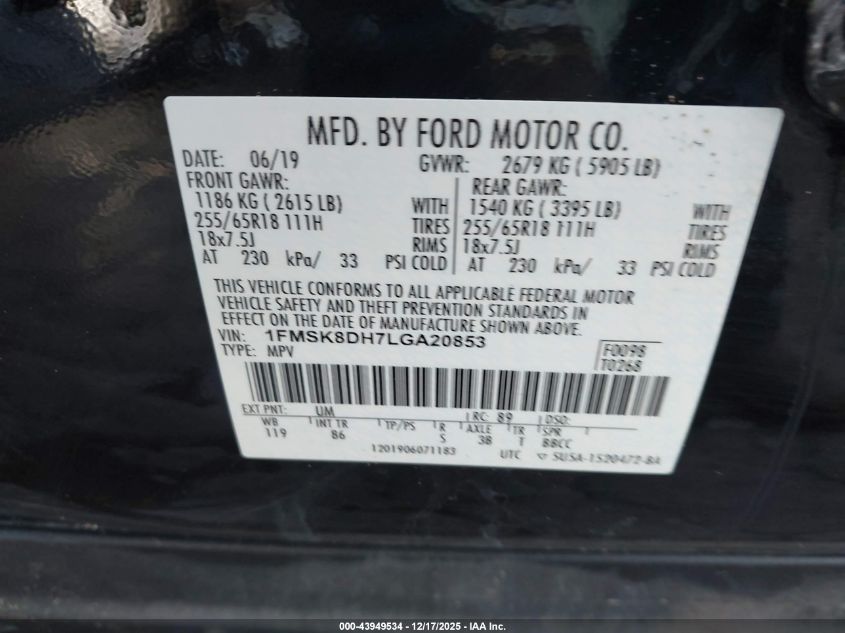 MFD. BY FORD MOTOR CO.
DATE: 06/19 GVWR: 2679 KG ( 5905 LB)
FRONT GAWR: REAR GAWR:
1186 KG ( 2615 LB) WITH 1540 KG ( 3395 LB) WITH
255/65R18 111H TIRES 255/65R18 111H TIRES
18x7.5J RIMS 18x7.5J RIMS
AT 230 kPa/ 33 PSI COLD AT 230 kPa/ 33 PSI COLD
THIS VEHICLE CONFORMS TO ALL APPLICABLE FEDERAL MOTOR
VEHICLE SAFETY AND THEFT PREVENTION STANDARDS IN
EFFECT ON THE DATE OF MANUFACTURE SHOWN ABOVE.
VIN: 1FMSK8DH7LGA20853
TYPE: MPV
F0098
T0268
EXT PNT: UM RC: 89 DSO:
WB INT TR TP/PS R AXLE TR SPR
119 86 S 3B T BBCC
1201906071183 UTC SU5A-1520472-BA
000-43949534 - 12/17/2025 - IAA Inc.